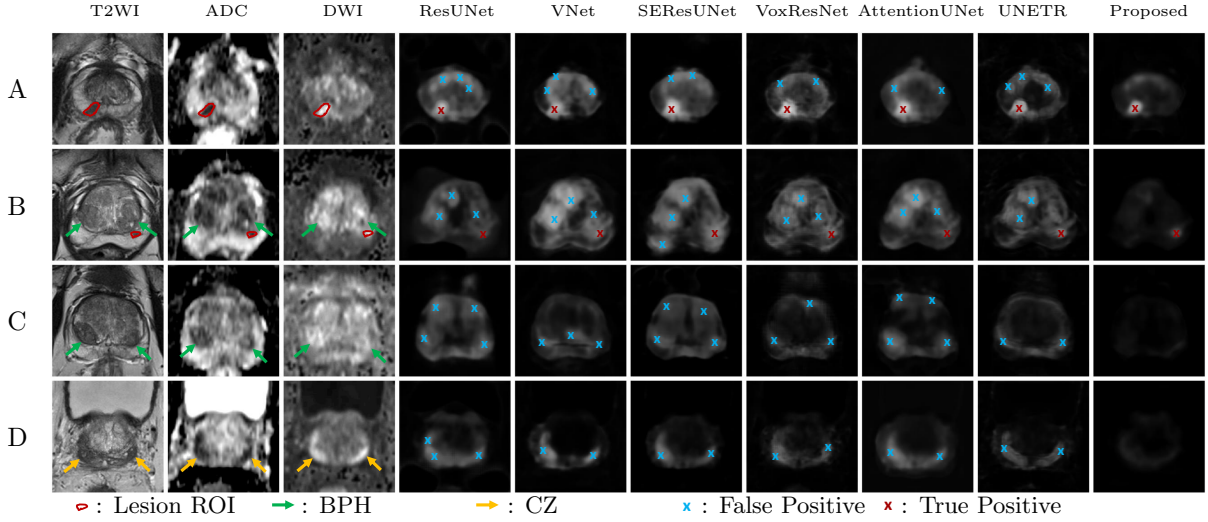 T2WI ADC DWI ResUNet VNet SEResUNet VoxResNet AttentionUNet UNETR Proposed
A
B
C
D
: Lesion ROI : BPH : CZ x : False Positive x : True Positive